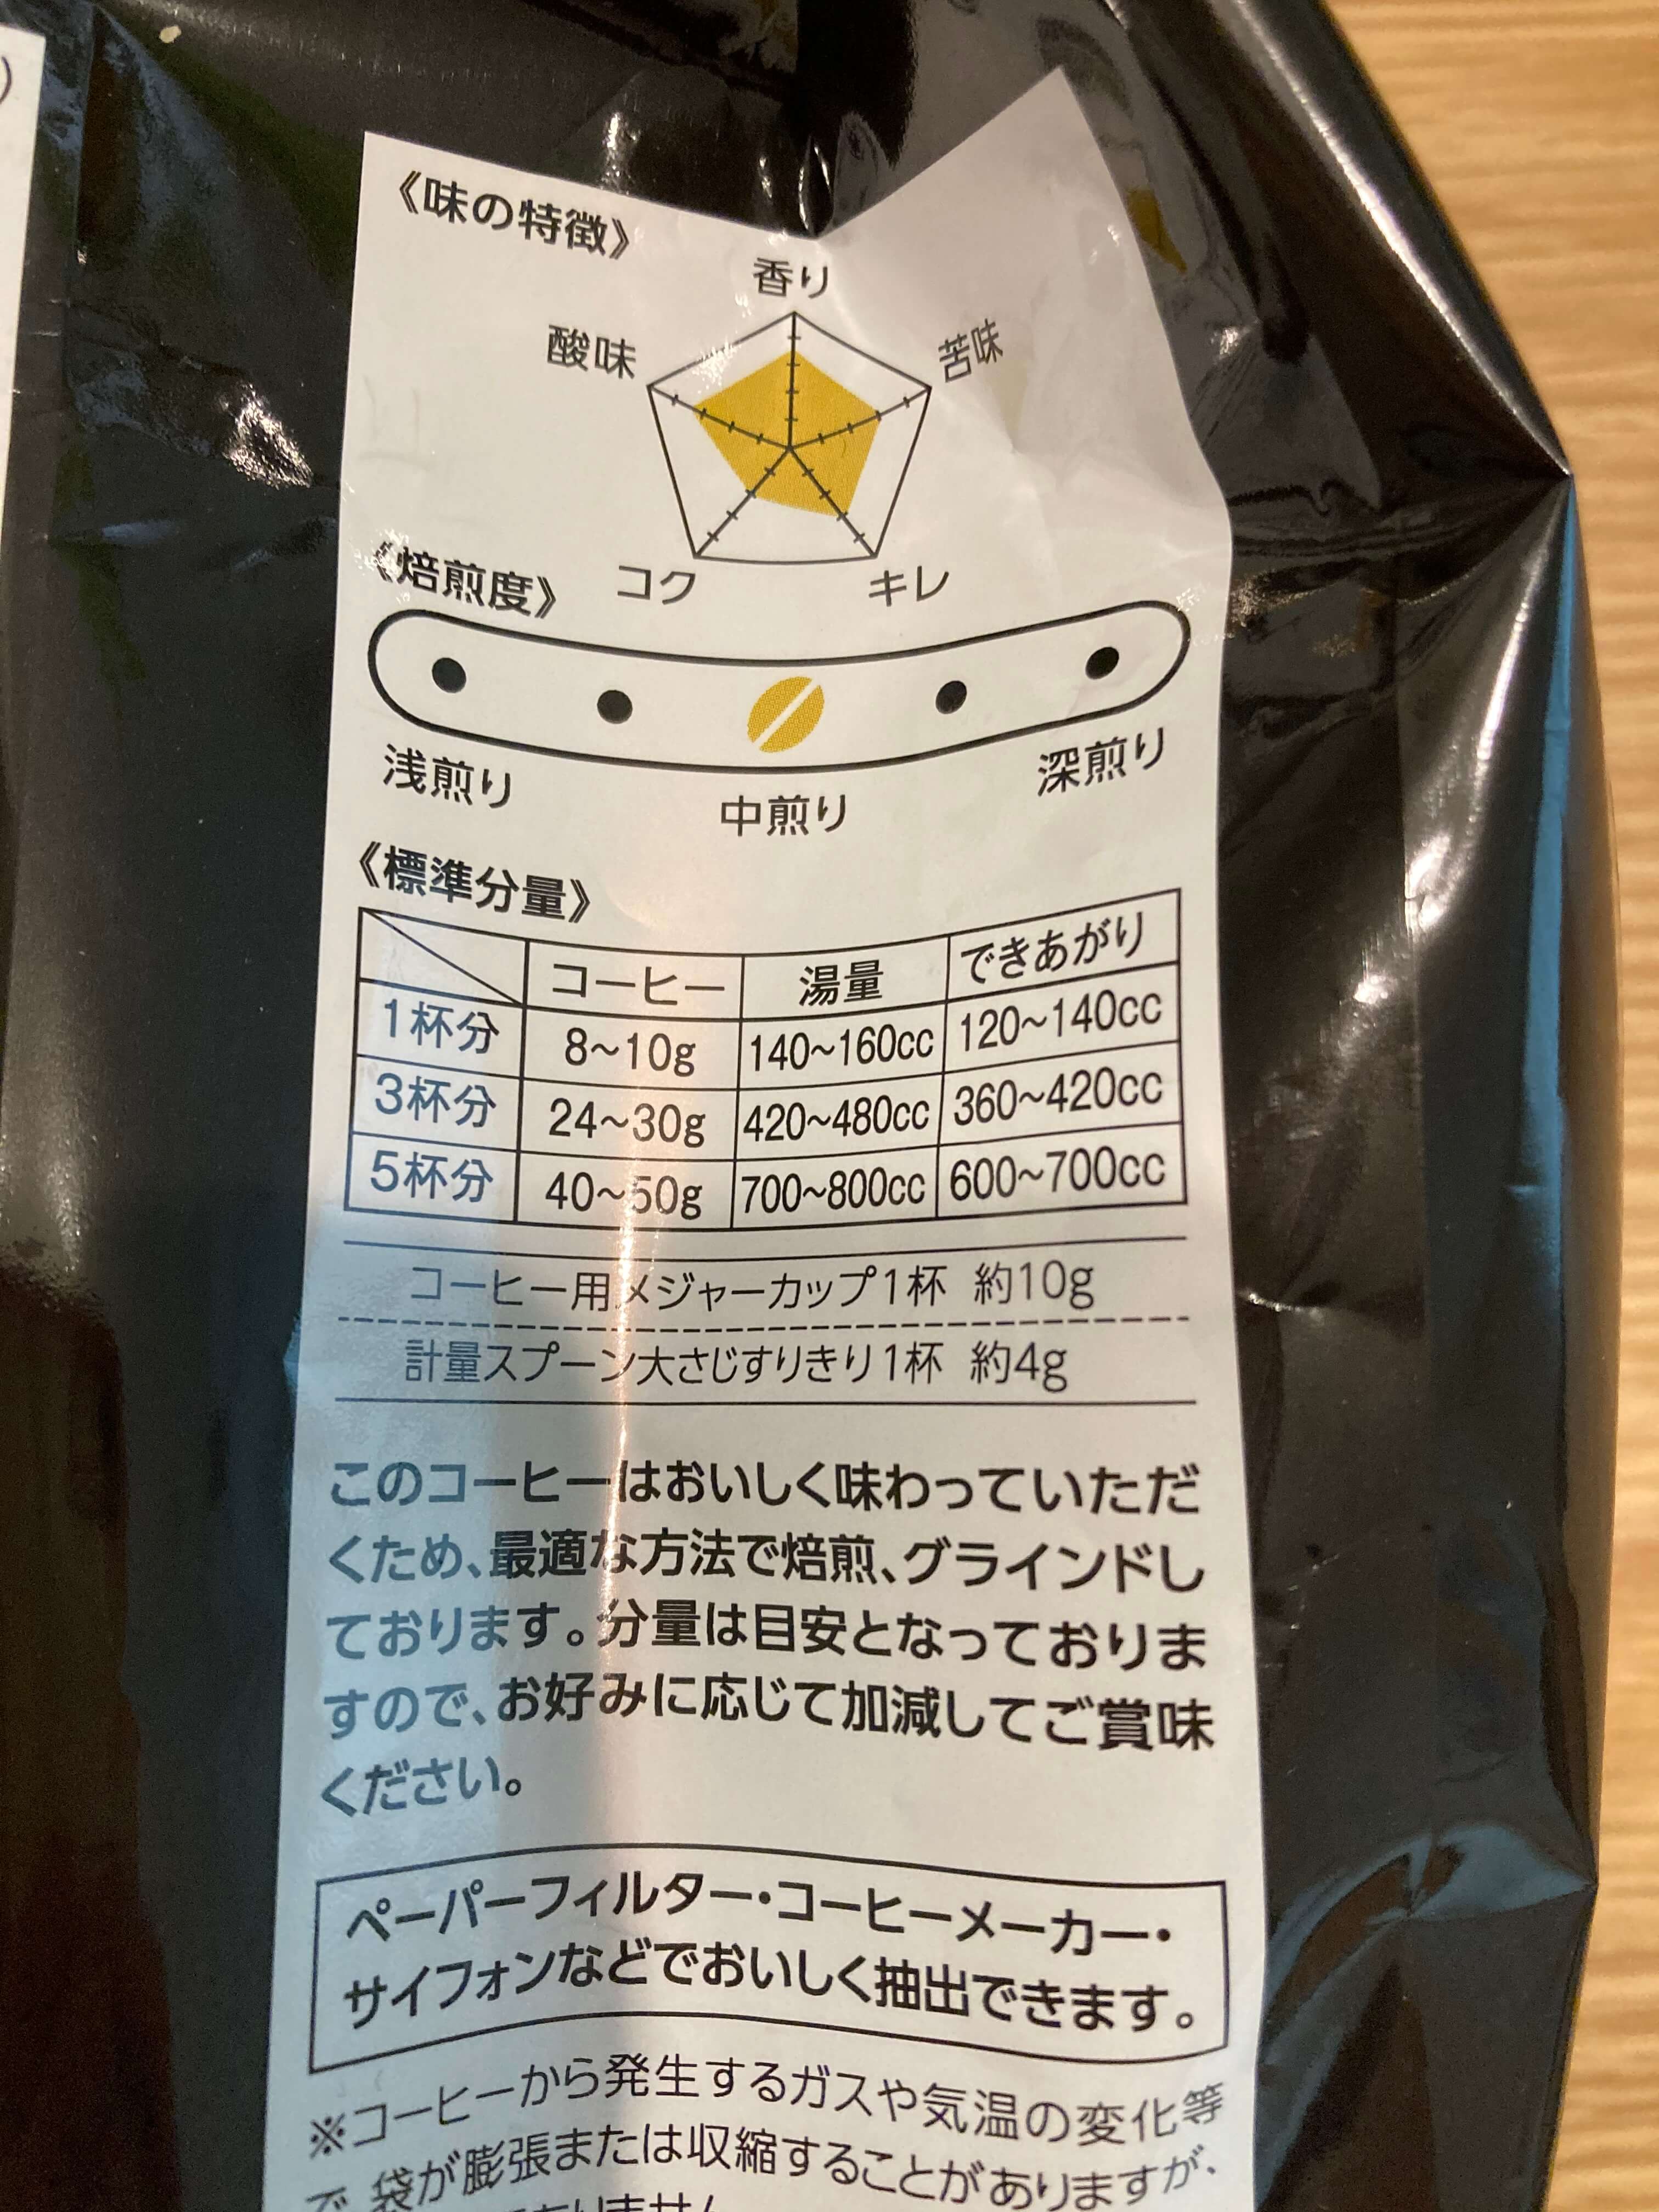 《味の特徴》
香り
酸味
苦味
コク
キレ
《焙煎度》
浅煎り
中煎り
深煎り
《標準分量》
コーヒー 湯量 できあがり
1杯分 8~10g 140~160cc 120~140cc
3杯分 24~30g 420~480cc 360~420cc
5杯分 40~50g 700~800cc 600~700cc
コーヒー用メジャーカップ1杯 約10g
計量スプーン大さじすりきり1杯 約4g
このコーヒーはおいしく味わっていただ
くため、最適な方法で焙煎、グラインドし
ております。分量は目安となっておりま
すので、お好みに応じて加減してご賞味
ください。
ペーパーフィルター・コーヒーメーカー・
サイフォンなどでおいしく抽出できます。
※コーヒーから発生するガスや気温の変化等
で、袋が膨張または収縮することがありますが、